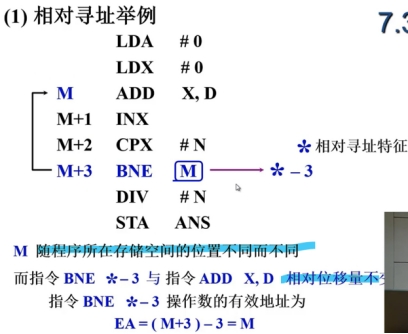 (1) 相对寻址举例
7.3
LDA # 0
LDX # 0
M ADD X, D
M+1 INX
M+2 CPX # N
M+3 BNE M * – 3
* 相对寻址特征
DIV # N
STA ANS
M 随程序所在存储空间的位置不同而不同
而指令 BNE * – 3 与 指令 ADD X, D 相对位移量不
指令 BNE * – 3 操作数的有效地址为
EA = ( M+3 ) – 3 = M